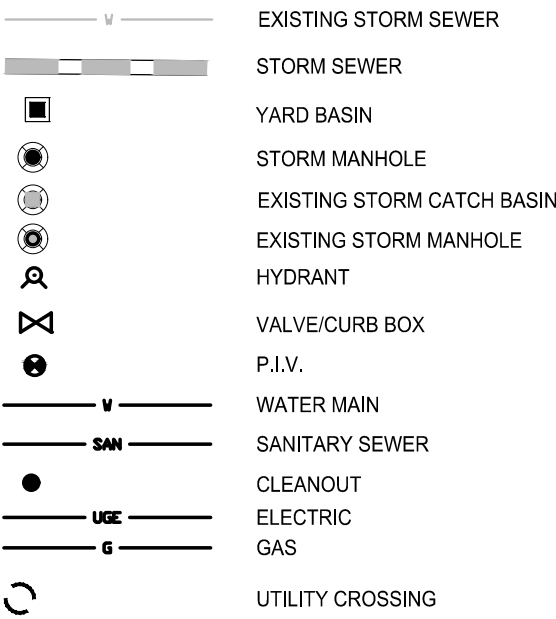 W EXISTING STORM SEWER
STORM SEWER
YARD BASIN
STORM MANHOLE
EXISTING STORM CATCH BASIN
EXISTING STORM MANHOLE
HYDRANT
VALVE/CURB BOX
P.I.V.
W WATER MAIN
SAN SANITARY SEWER
CLEANOUT
UGE ELECTRIC
G GAS
UTILITY CROSSING